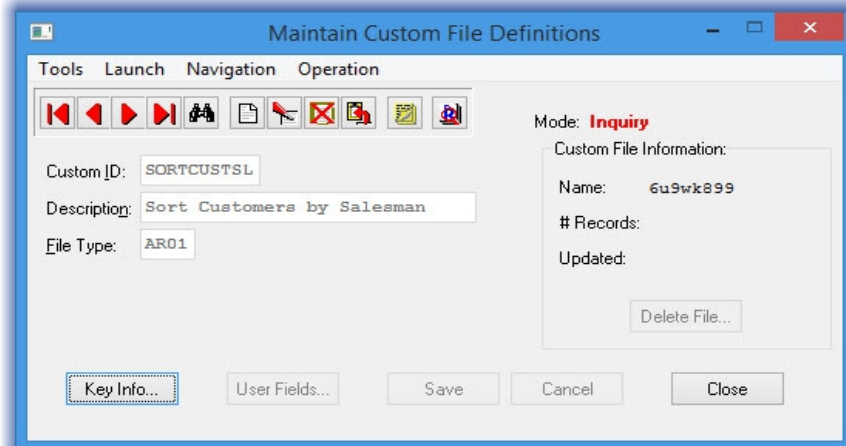 Maintain Custom File Definitions
Tools Launch Navigation Operation
Mode: Inquiry
Custom File Information:
Custom ID: SORTCUSTSL
Name: 6u9wk899
Description: Sort Customers by Salesman
# Records:
File Type: AR01
Updated:
Delete File...
Key Info... User Fields... Save Cancel Close